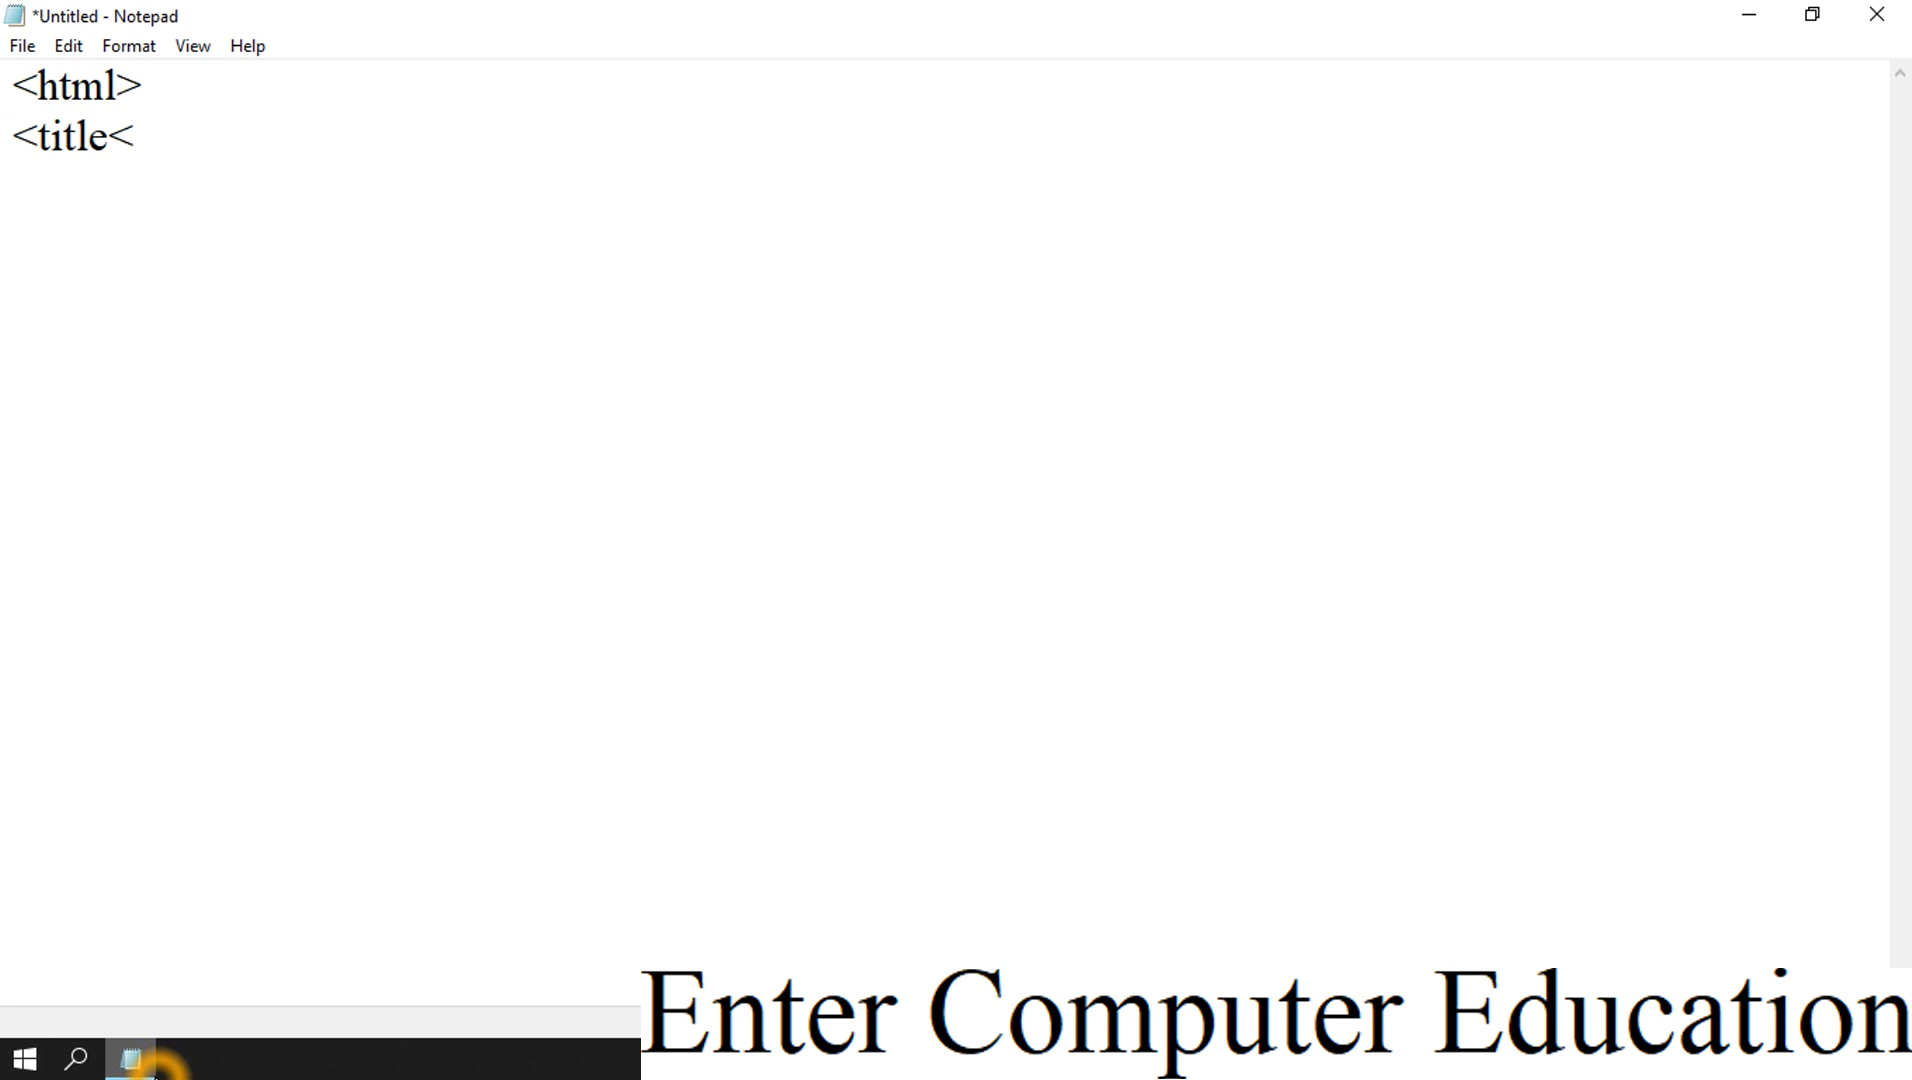 *Untitled - Notepad
File Edit Format View Help
<html>
<title<
Enter Computer Education